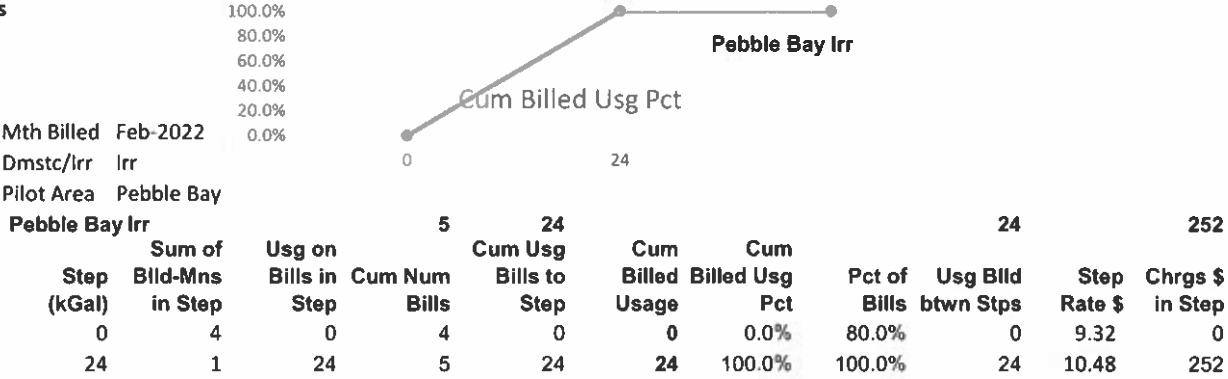 s
100.0%
80.0%
60.0%
40.0%
20.0%
0.0%
Pebble Bay Irr
Cum Billed Usg Pct
0 24
Mth Billed Feb-2022
Dmstc/Irr Irr
Pilot Area Pebble Bay
Pebble Bay Irr 5 24 24 252
Sum of Usg on Cum Usg Cum Cum
Step Blld-Mns Bills in Cum Num Bills to Billed Billed Usg Pct of Usg Blld Step Chrgs $
(kGal) in Step Step Bills Step Usage Pct Bills btwn Stps Rate $ in Step
0 4 0 4 0 0 0.0% 80.0% 0 9.32 0
24 1 24 5 24 24 100.0% 100.0% 24 10.48 252